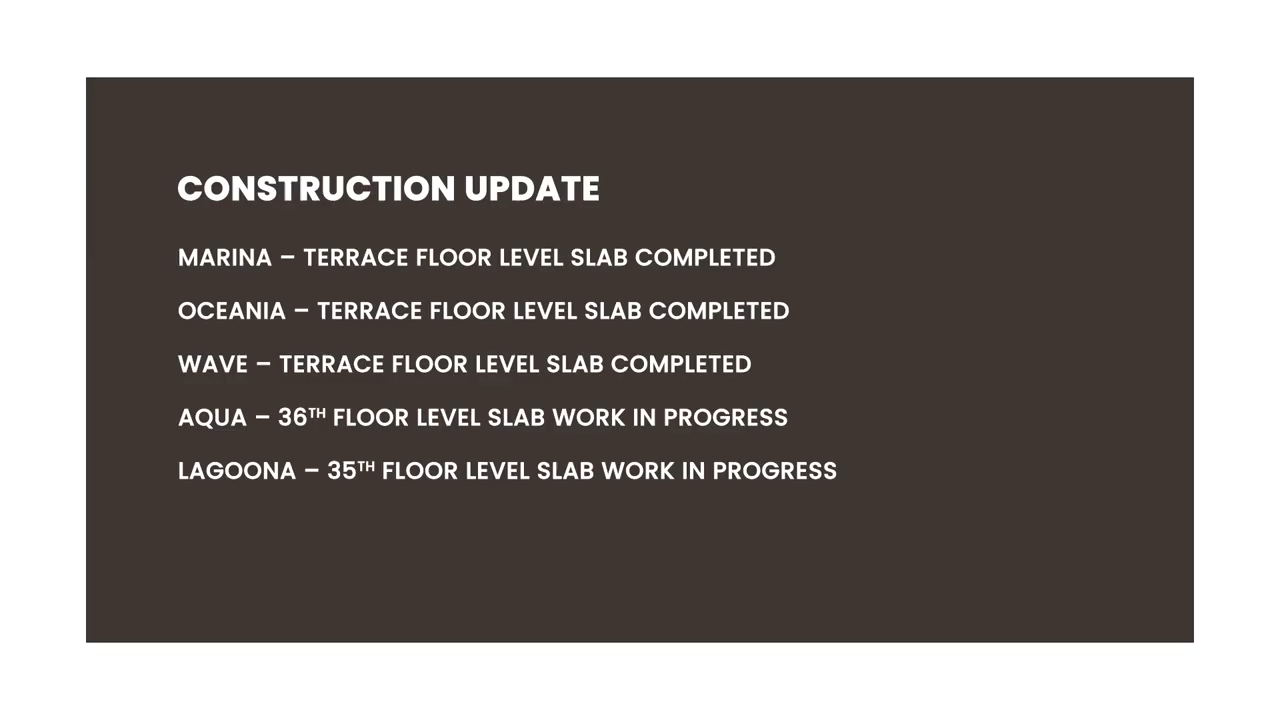 CONSTRUCTION UPDATE
MARINA – TERRACE FLOOR LEVEL SLAB COMPLETED
OCEANIA – TERRACE FLOOR LEVEL SLAB COMPLETED
WAVE – TERRACE FLOOR LEVEL SLAB COMPLETED
AQUA – 36TH FLOOR LEVEL SLAB WORK IN PROGRESS
LAGOONA – 35TH FLOOR LEVEL SLAB WORK IN PROGRESS